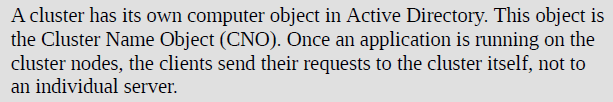 A cluster has its own computer object in Active Directory. This object is
the Cluster Name Object (CNO). Once an application is running on the
cluster nodes, the clients send their requests to the cluster itself, not to
an individual server.